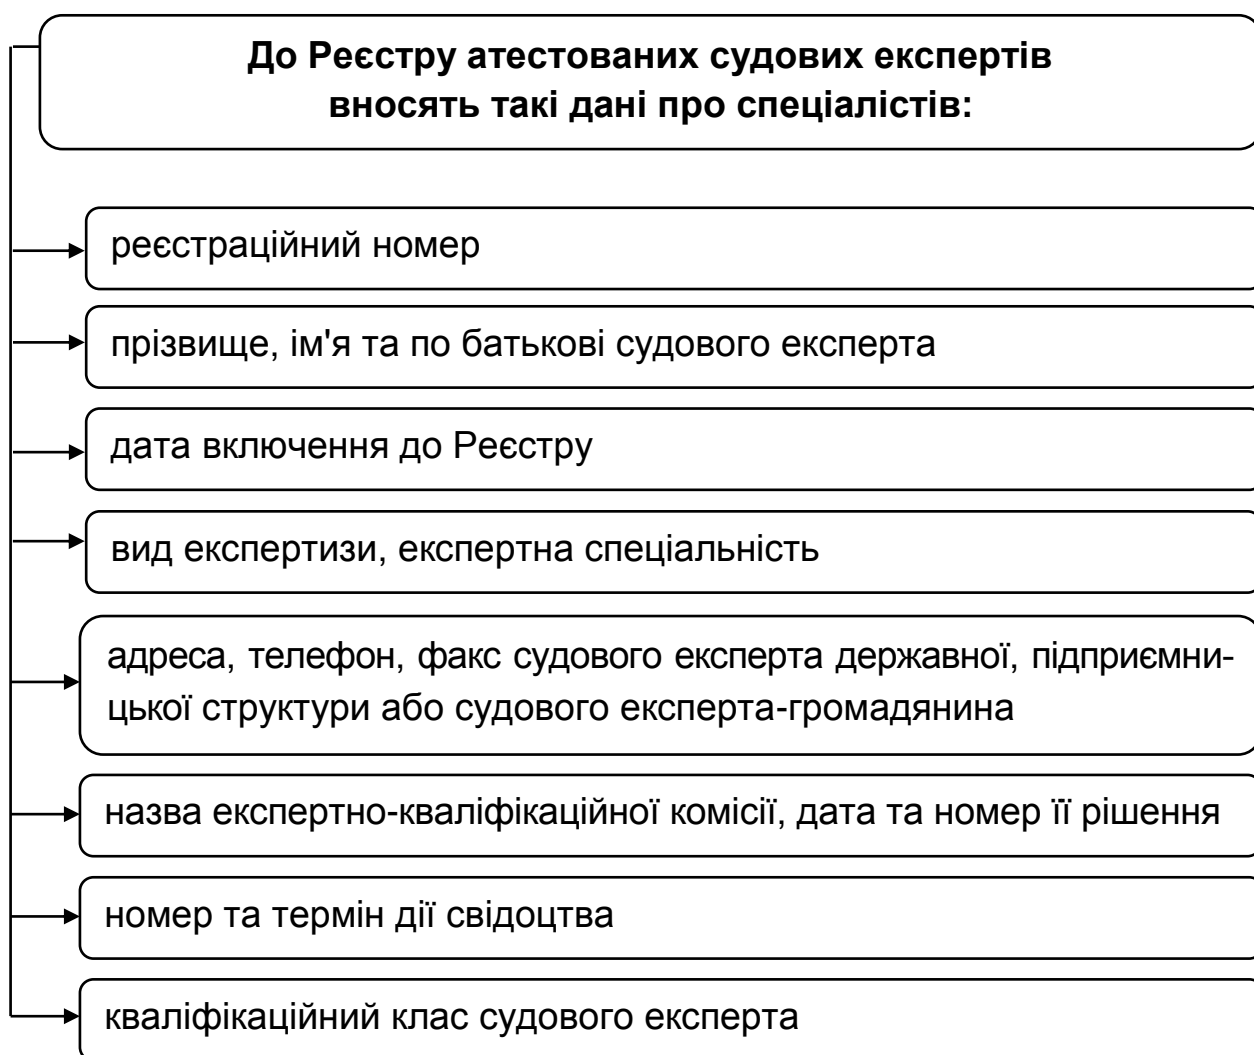 До Реєстру атестованих судових експертів
вносять такі дані про спеціалістів:
реєстраційний номер
прізвище, ім'я та по батькові судового експерта
дата включення до Реєстру
вид експертизи, експертна спеціальність
адреса, телефон, факс судового експерта державної, підприємни-
цької структури або судового експерта-громадянина
назва експертно-кваліфікаційної комісії, дата та номер її рішення
номер та термін дії свідоцтва
кваліфікаційний клас судового експерта